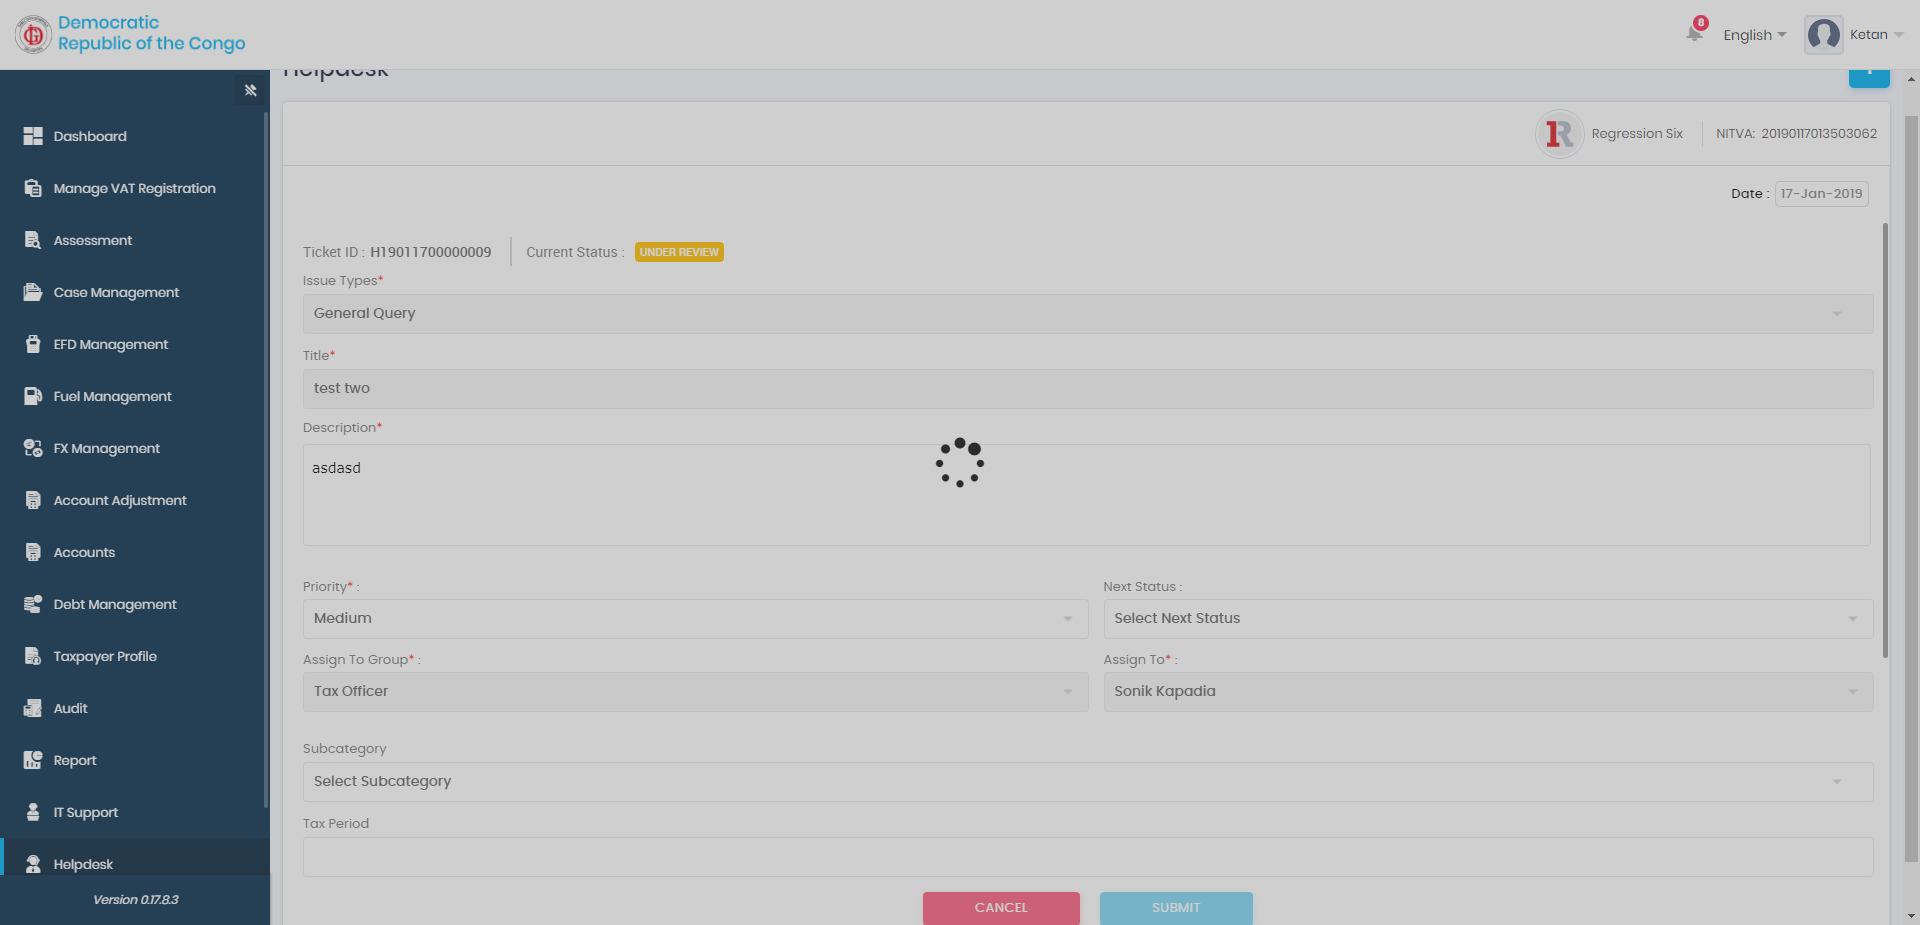 Democratic
Republic of the Congo
8
English
Ketan
Helpdesk
Dashboard
Manage VAT Registration
Assessment
Case Management
EFD Management
Fuel Management
FX Management
Account Adjustment
Accounts
Debt Management
Taxpayer Profile
Audit
Report
IT Support
Helpdesk
Version 0.17.8.3
1R
Regression Six
NITVA: 20190117013503062
Date : 17-Jan-2019
Ticket ID : H19011700000009
Current Status : UNDER REVIEW
Issue Types*
General Query
Title*
test two
Description*
asdasd
Priority* :
Medium
Next Status :
Select Next Status
Assign To Group* :
Tax Officer
Assign To* :
Sonik Kapadia
Subcategory
Select Subcategory
Tax Period
CANCEL
SUBMIT